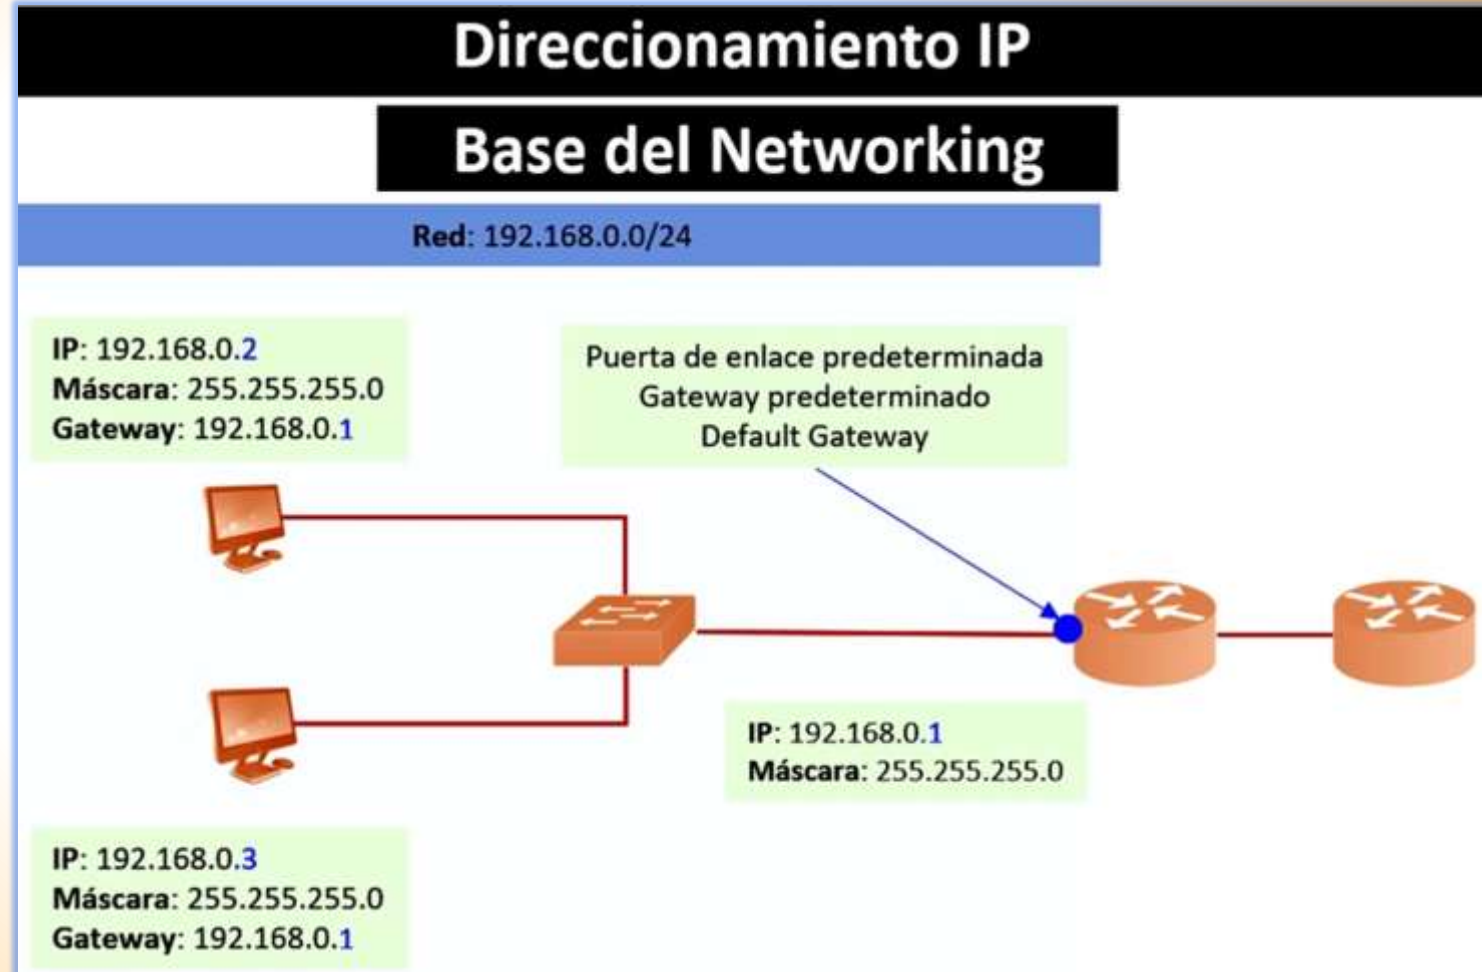 Direccionamiento IP
Base del Networking
Red: 192.168.0.0/24
IP: 192.168.0.2
Máscara: 255.255.255.0
Gateway: 192.168.0.1
Puerta de enlace predeterminada
Gateway predeterminado
Default Gateway
IP: 192.168.0.1
Máscara: 255.255.255.0
IP: 192.168.0.3
Máscara: 255.255.255.0
Gateway: 192.168.0.1